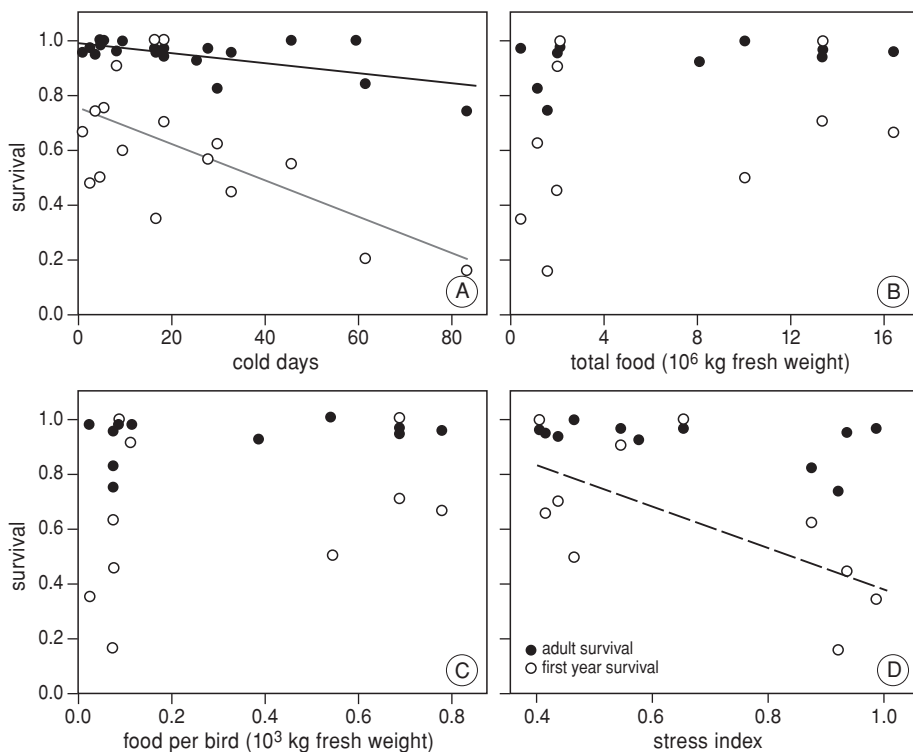 1.0
0.8
0.6
0.4
0.2
0.0
survival
0 20 40 60 80
cold days
A
0 4 8 12 16
total food (10⁶ kg fresh weight)
B
1.0
0.8
0.6
0.4
0.2
0.0
survival
0.0 0.2 0.4 0.6 0.8
food per bird (10³ kg fresh weight)
C
adult survival
first year survival
0.4 0.6 0.8 1.0
stress index
D